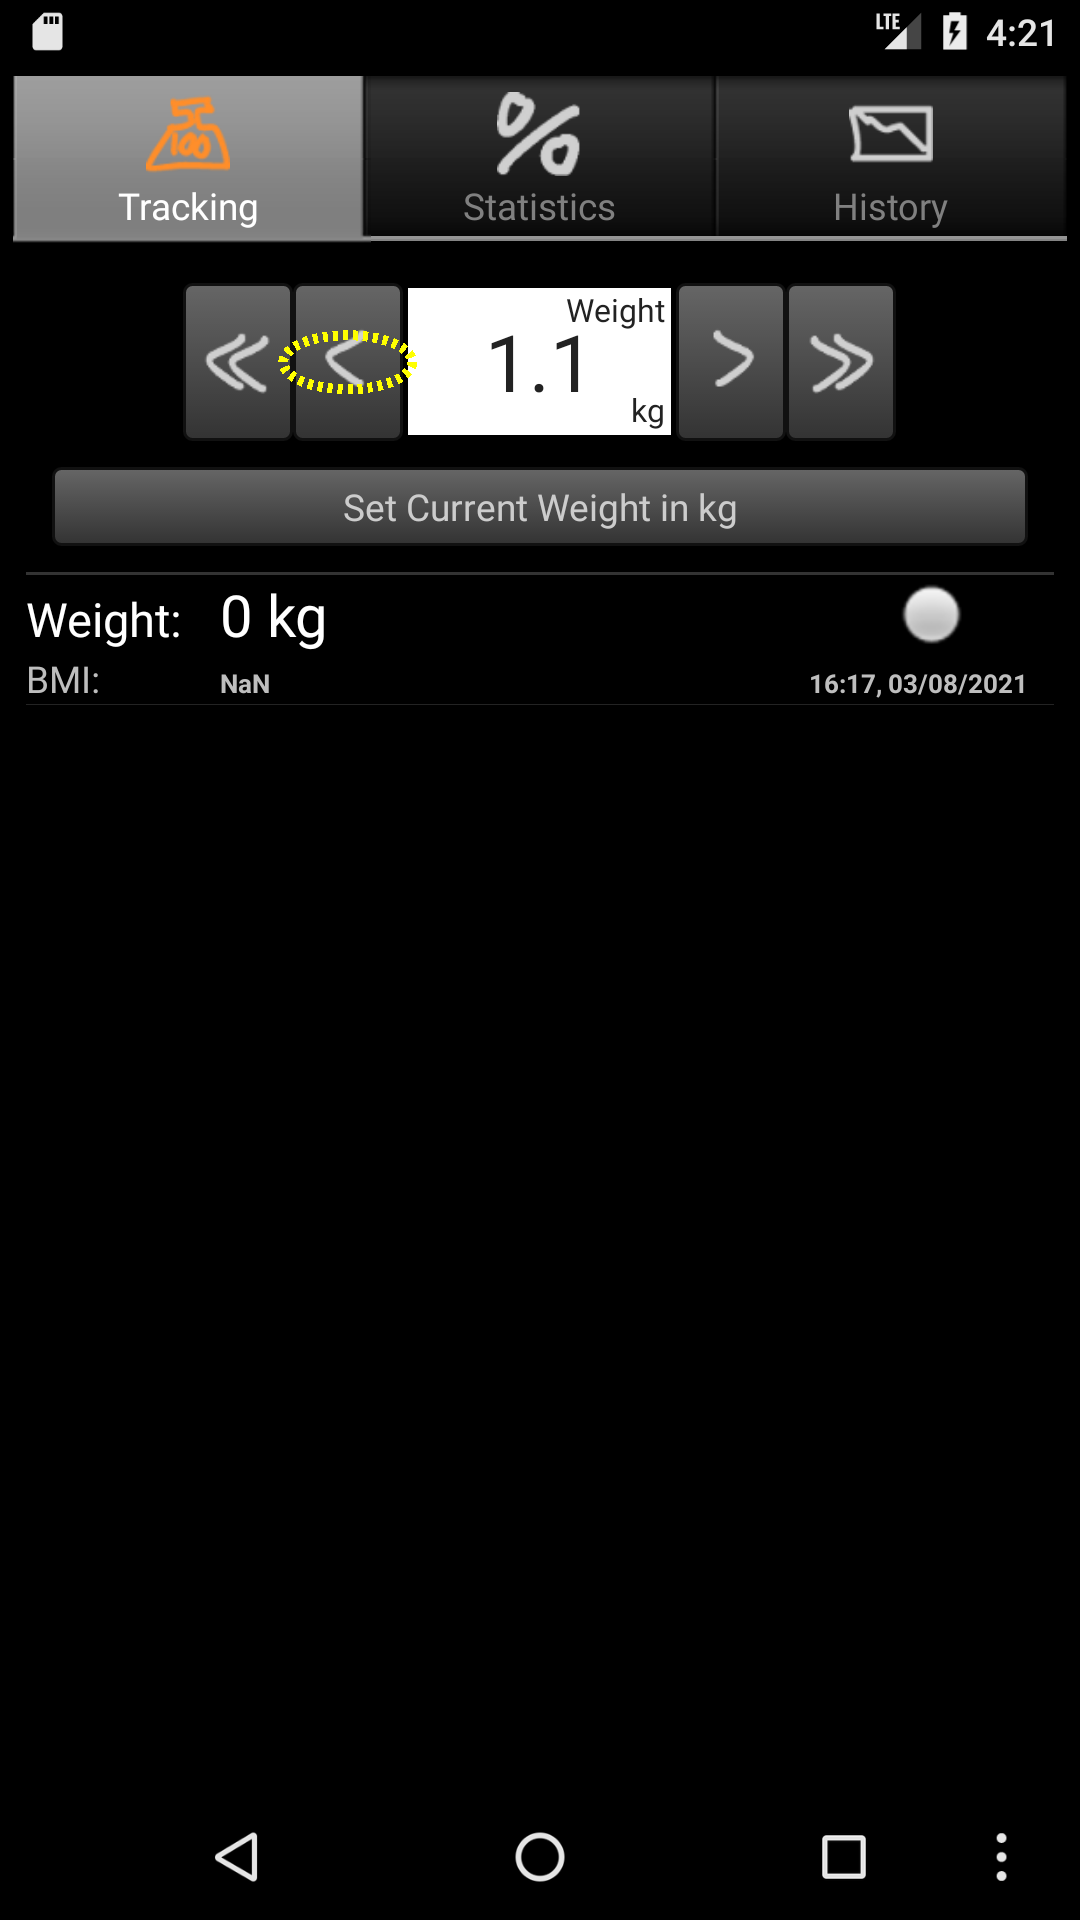 LTE 4:21
100
Tracking Statistics History
Weight
1.1
kg
Set Current Weight in kg
Weight: 0 kg
BMI: NaN 16:17, 03/08/2021